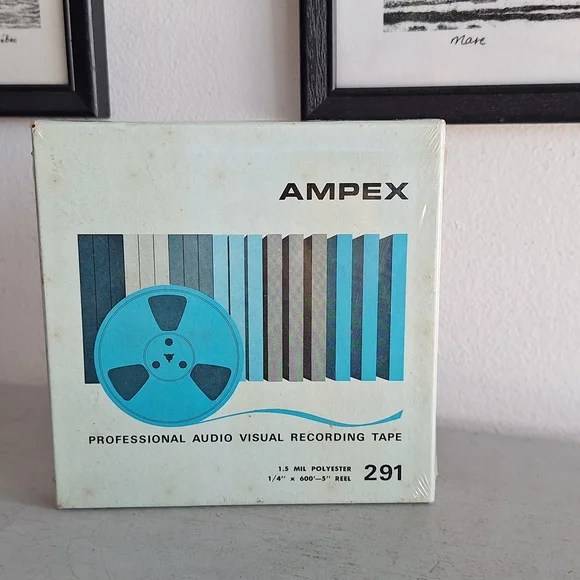 Mare
AMPEX
PROFESSIONAL AUDIO VISUAL RECORDING TAPE
1.5 MIL POLYESTER
1/4" x 600'—5" REEL 291